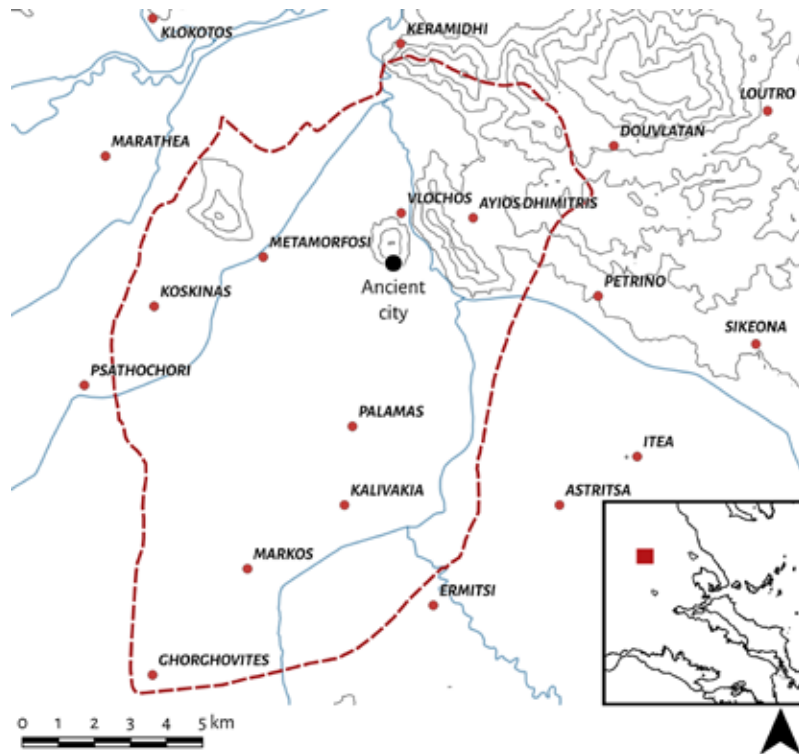 KLOKOTOS
KERAMIDHI
LOUTRO
MARATHEA
DOUVLATAN
VLOCHOS
AYIOS DHIMITRIS
METAMORFOSI
Ancient
city
PETRINO
KOSKINAS
SIKEONA
PSATHOCHORI
PALAMAS
ITEA
KALIVAKIA
ASTRITSA
MARKOS
ERMITSI
GHORGHOVITES
0 1 2 3 4 5 km